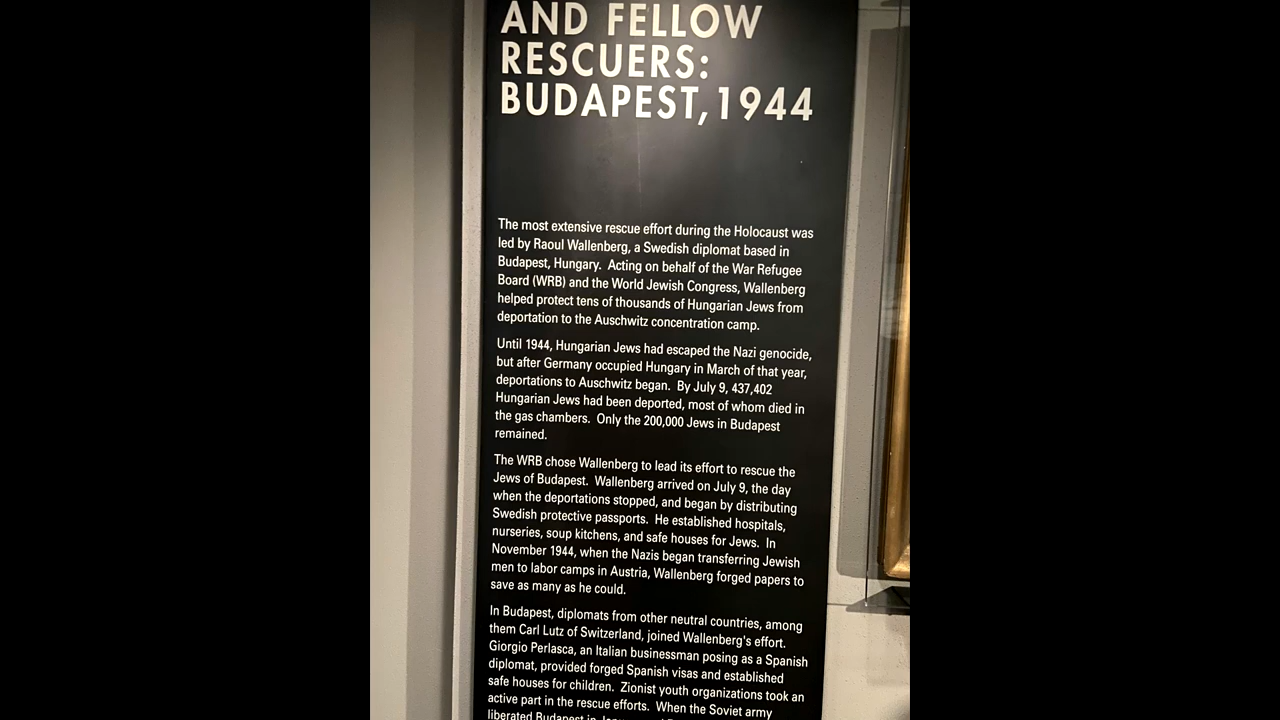 AND FELLOW
RESCUERS:
BUDAPEST, 1944
The most extensive rescue effort during the Holocaust was
led by Raoul Wallenberg, a Swedish diplomat based in
Budapest, Hungary. Acting on behalf of the War Refugee
Board (WRB) and the World Jewish Congress, Wallenberg
helped protect tens of thousands of Hungarian Jews from
deportation to the Auschwitz concentration camp.
Until 1944, Hungarian Jews had escaped the Nazi genocide,
but after Germany occupied Hungary in March of that year,
deportations to Auschwitz began. By July 9, 437,402
Hungarian Jews had been deported, most of whom died in
the gas chambers. Only the 200,000 Jews in Budapest
remained.
The WRB chose Wallenberg to lead its effort to rescue the
Jews of Budapest. Wallenberg arrived on July 9, the day
when the deportations stopped, and began by distributing
Swedish protective passports. He established hospitals,
nurseries, soup kitchens, and safe houses for Jews. In
November 1944, when the Nazis began transferring Jewish
men to labor camps in Austria, Wallenberg forged papers to
save as many as he could.
In Budapest, diplomats from other neutral countries, among
them Carl Lutz of Switzerland, joined Wallenberg's effort.
Giorgio Perlasca, an Italian businessman posing as a Spanish
diplomat, provided forged Spanish visas and established
safe houses for children. Zionist youth organizations took an
active part in the rescue efforts. When the Soviet army
liberated Budapest in